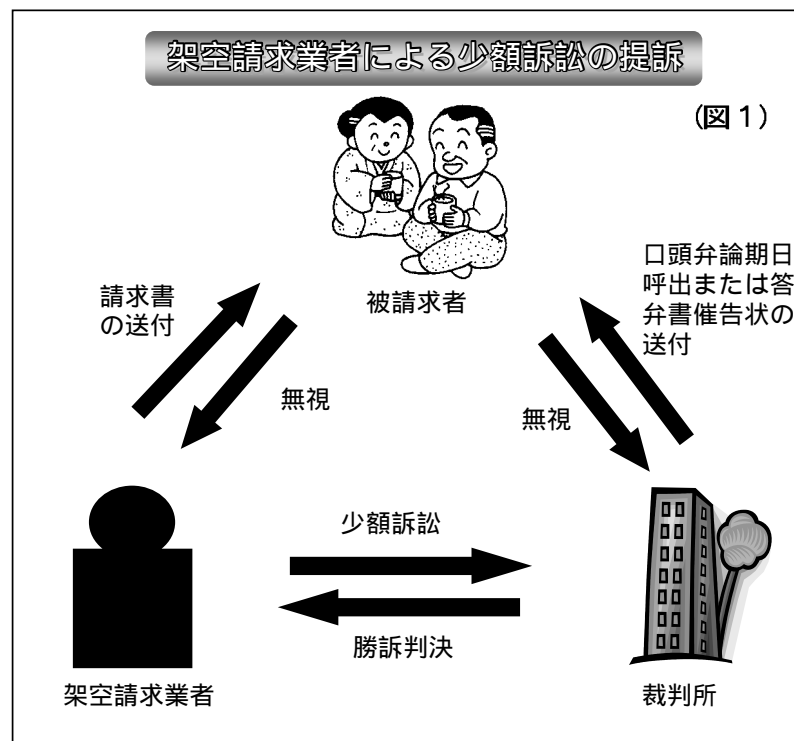 架空請求業者による少額訴訟の提訴
(図1)
被請求者
請求書
の送付
無視
口頭弁論期日
呼出または答
弁書催告状の
送付
無視
少額訴訟
勝訴判決
架空請求業者
裁判所